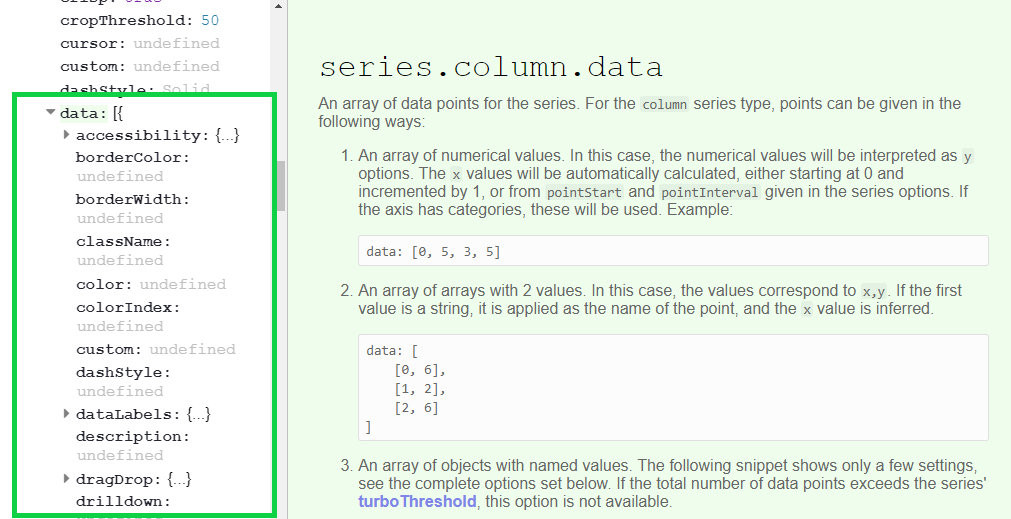 cropThreshold: 50
cursor: undefined
custom: undefined
dashStyle: Solid
data: [{
accessibility: {...}
borderColor:
undefined
borderWidth:
undefined
className:
undefined
color: undefined
colorIndex:
undefined
custom: undefined
dashStyle:
undefined
dataLabels: {...}
description:
undefined
dragDrop: {...}
drilldown:
series.column.data
An array of data points for the series. For the column series type, points can be given in the
following ways:
1. An array of numerical values. In this case, the numerical values will be interpreted as y
options. The x values will be automatically calculated, either starting at 0 and
incremented by 1, or from pointStart and pointInterval given in the series options. If
the axis has categories, these will be used. Example:
data: [0, 5, 3, 5]
2. An array of arrays with 2 values. In this case, the values correspond to x,y. If the first
value is a string, it is applied as the name of the point, and the x value is inferred.
data: [
[0, 6],
[1, 2],
[2, 6]
]
3. An array of objects with named values. The following snippet shows only a few settings,
see the complete options set below. If the total number of data points exceeds the series'
turboThreshold, this option is not available.